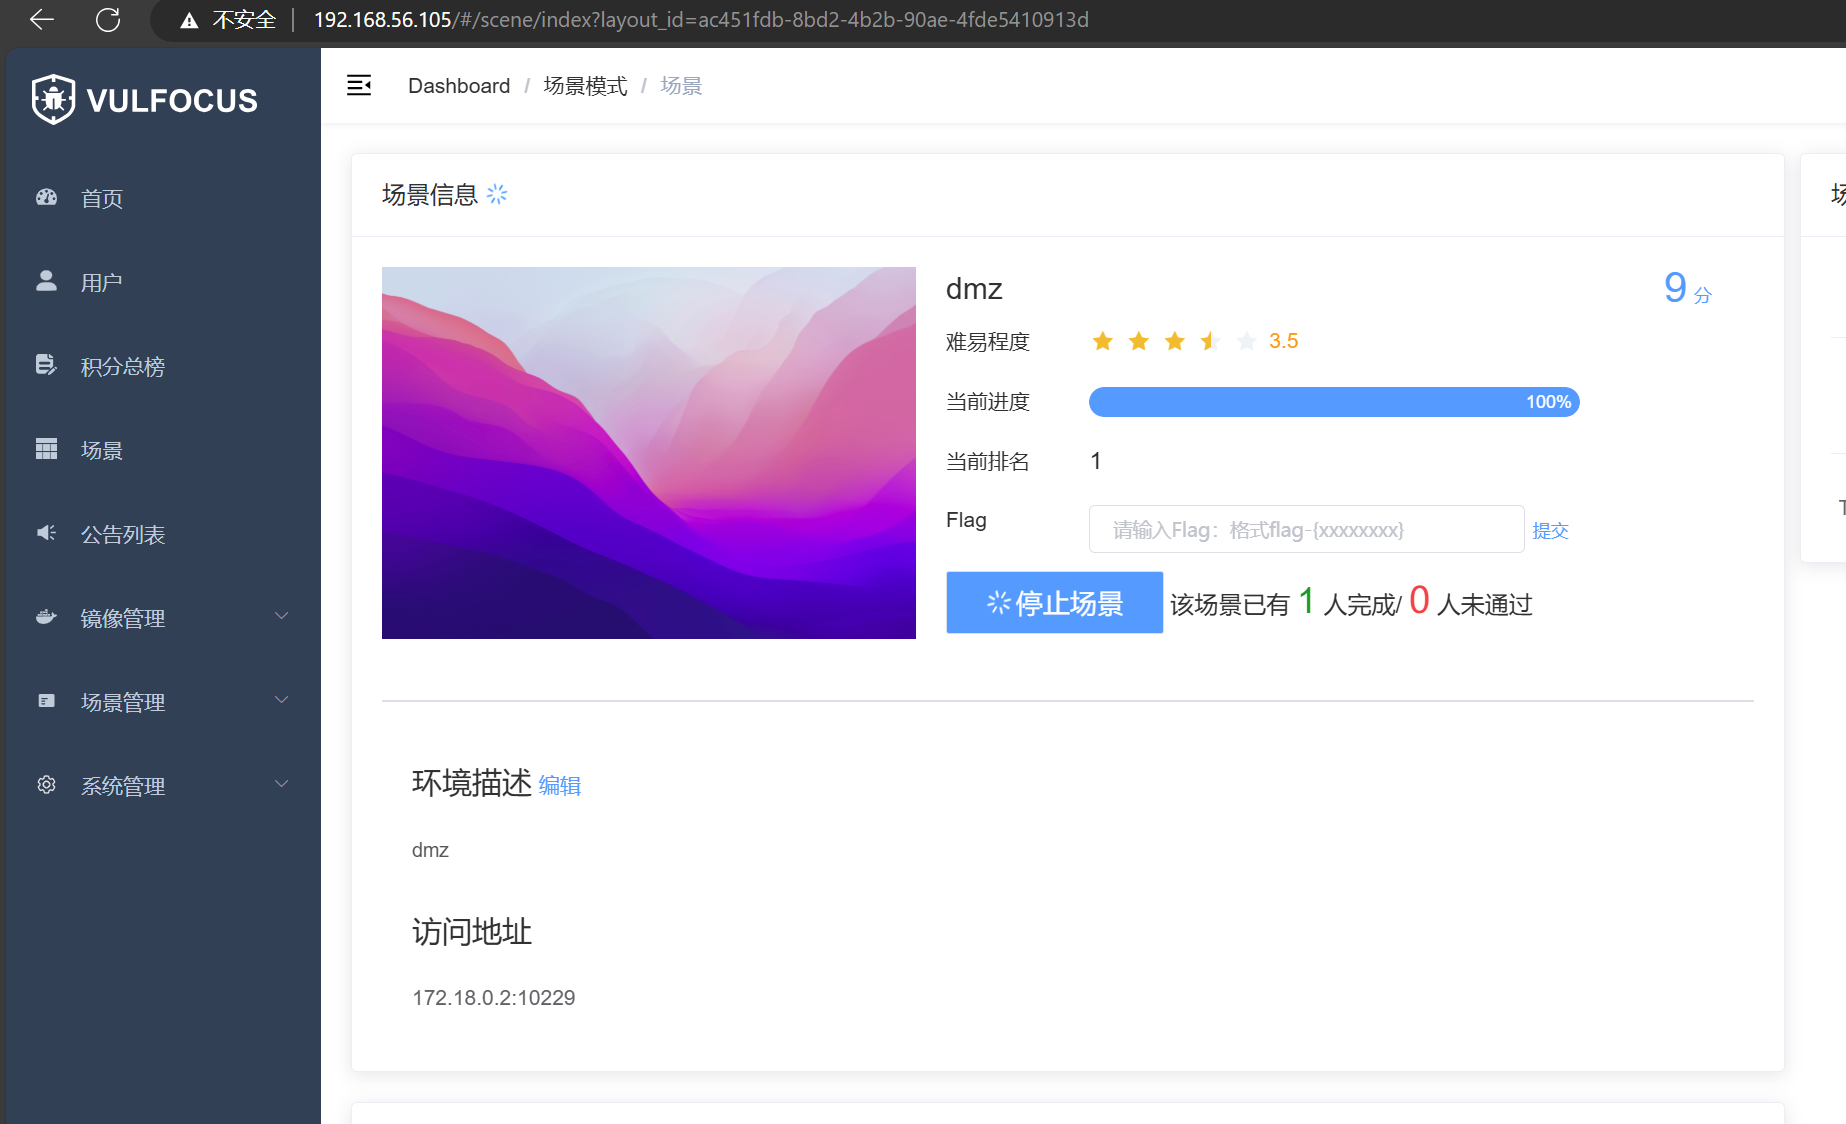 不安全 | 192.168.56.105/#/scene/index?layout_id=ac451fdb-8bd2-4b2b-90ae-4fde5410913d
VULFOCUS
Dashboard / 场景模式 / 场景
首页
用户
积分总榜
场景
公告列表
镜像管理
场景管理
系统管理
场景信息
dmz
9 分
难易程度 3.5
当前进度 100%
当前排名 1
Flag 请输入Flag：格式flag-{xxxxxxxx} 提交
停止场景 该场景已有 1 人完成/ 0 人未通过
环境描述 编辑
dmz
访问地址
172.18.0.2:10229